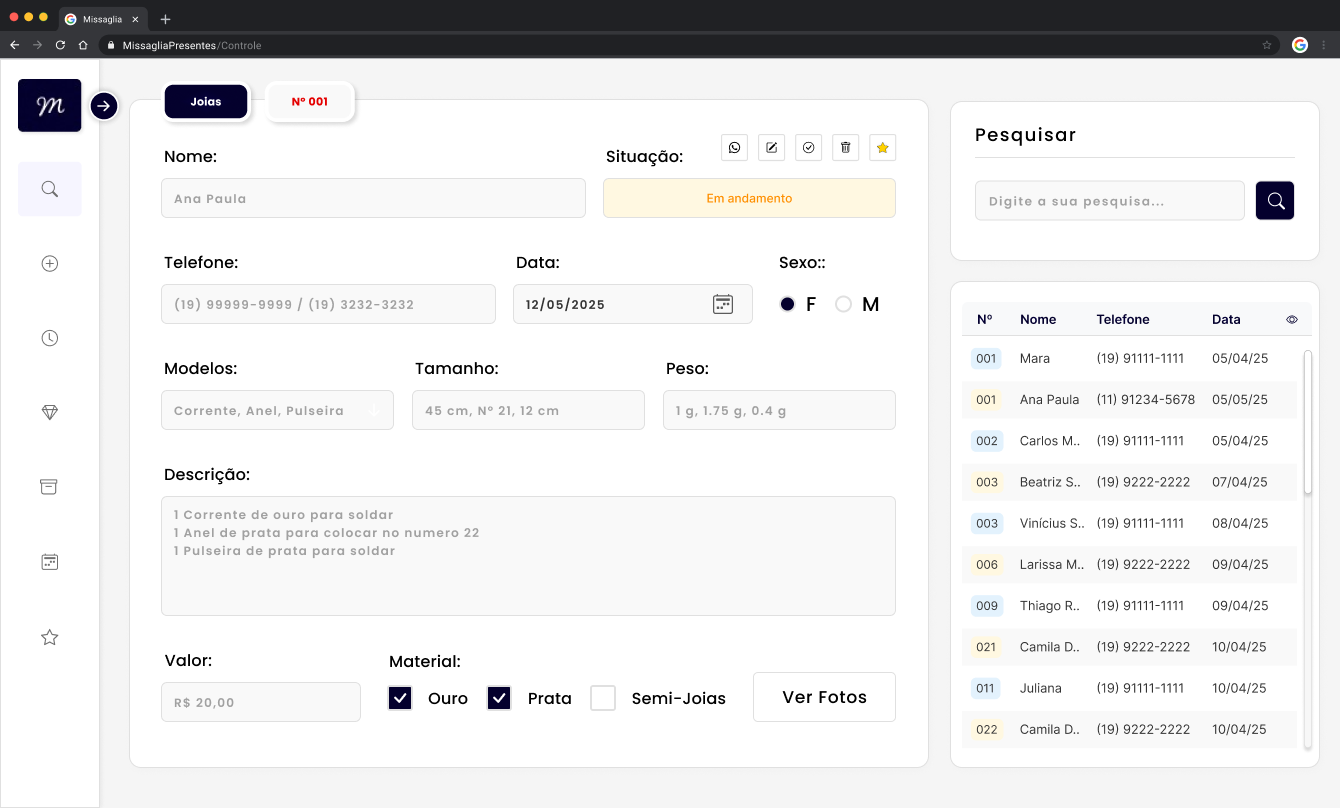 Missaglia
MissagliaPresentes/Controle
m
Joias
Nº 001
Nome:
Situação:
Ana Paula
Em andamento
Telefone:
Data:
Sexo::
(19) 99999-9999 / (19) 3232-3232
12/05/2025
F
M
Modelos:
Tamanho:
Peso:
Corrente, Anel, Pulseira
45 cm, Nº 21, 12 cm
1 g, 1.75 g, 0.4 g
Descrição:
1 Corrente de ouro para soldar
1 Anel de prata para colocar no numero 22
1 Pulseira de prata para soldar
Valor:
Material:
R$ 20,00
Ouro
Prata
Semi-Joias
Ver Fotos
Pesquisar
Digite a sua pesquisa...
Nº Nome Telefone Data
001 Mara (19) 91111-1111 05/04/25
001 Ana Paula (11) 91234-5678 05/05/25
002 Carlos M.. (19) 91111-1111 05/04/25
003 Beatriz S.. (19) 9222-2222 07/04/25
003 Vinícius S.. (19) 91111-1111 08/04/25
006 Larissa M.. (19) 9222-2222 09/04/25
009 Thiago R.. (19) 91111-1111 09/04/25
021 Camila D.. (19) 9222-2222 10/04/25
011 Juliana (19) 91111-1111 10/04/25
022 Camila D.. (19) 9222-2222 10/04/25